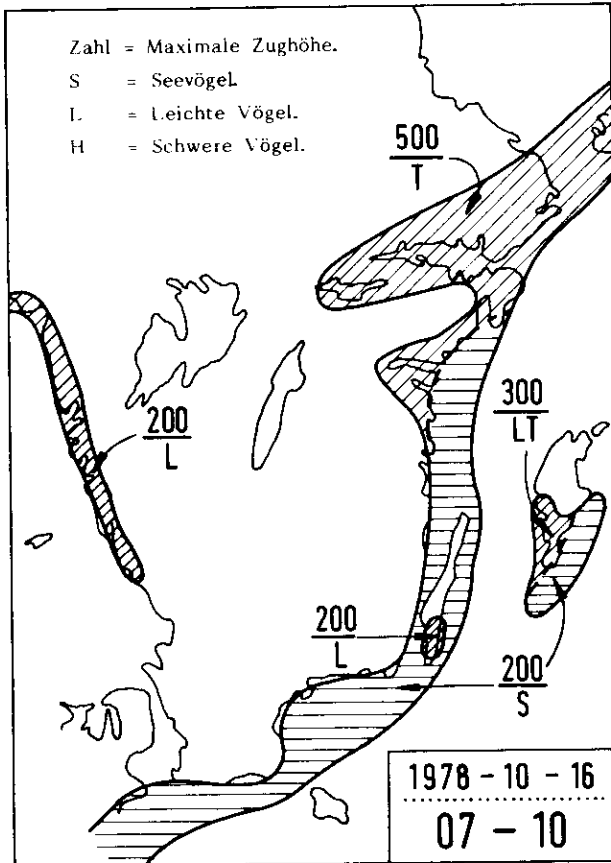 Zahl = Maximale Zughöhe.
S = Seevögel.
L = Leichte Vögel.
H = Schwere Vögel.
500
T
200
L
300
LT
200
L
200
S
1978 - 10 - 16
07 - 10